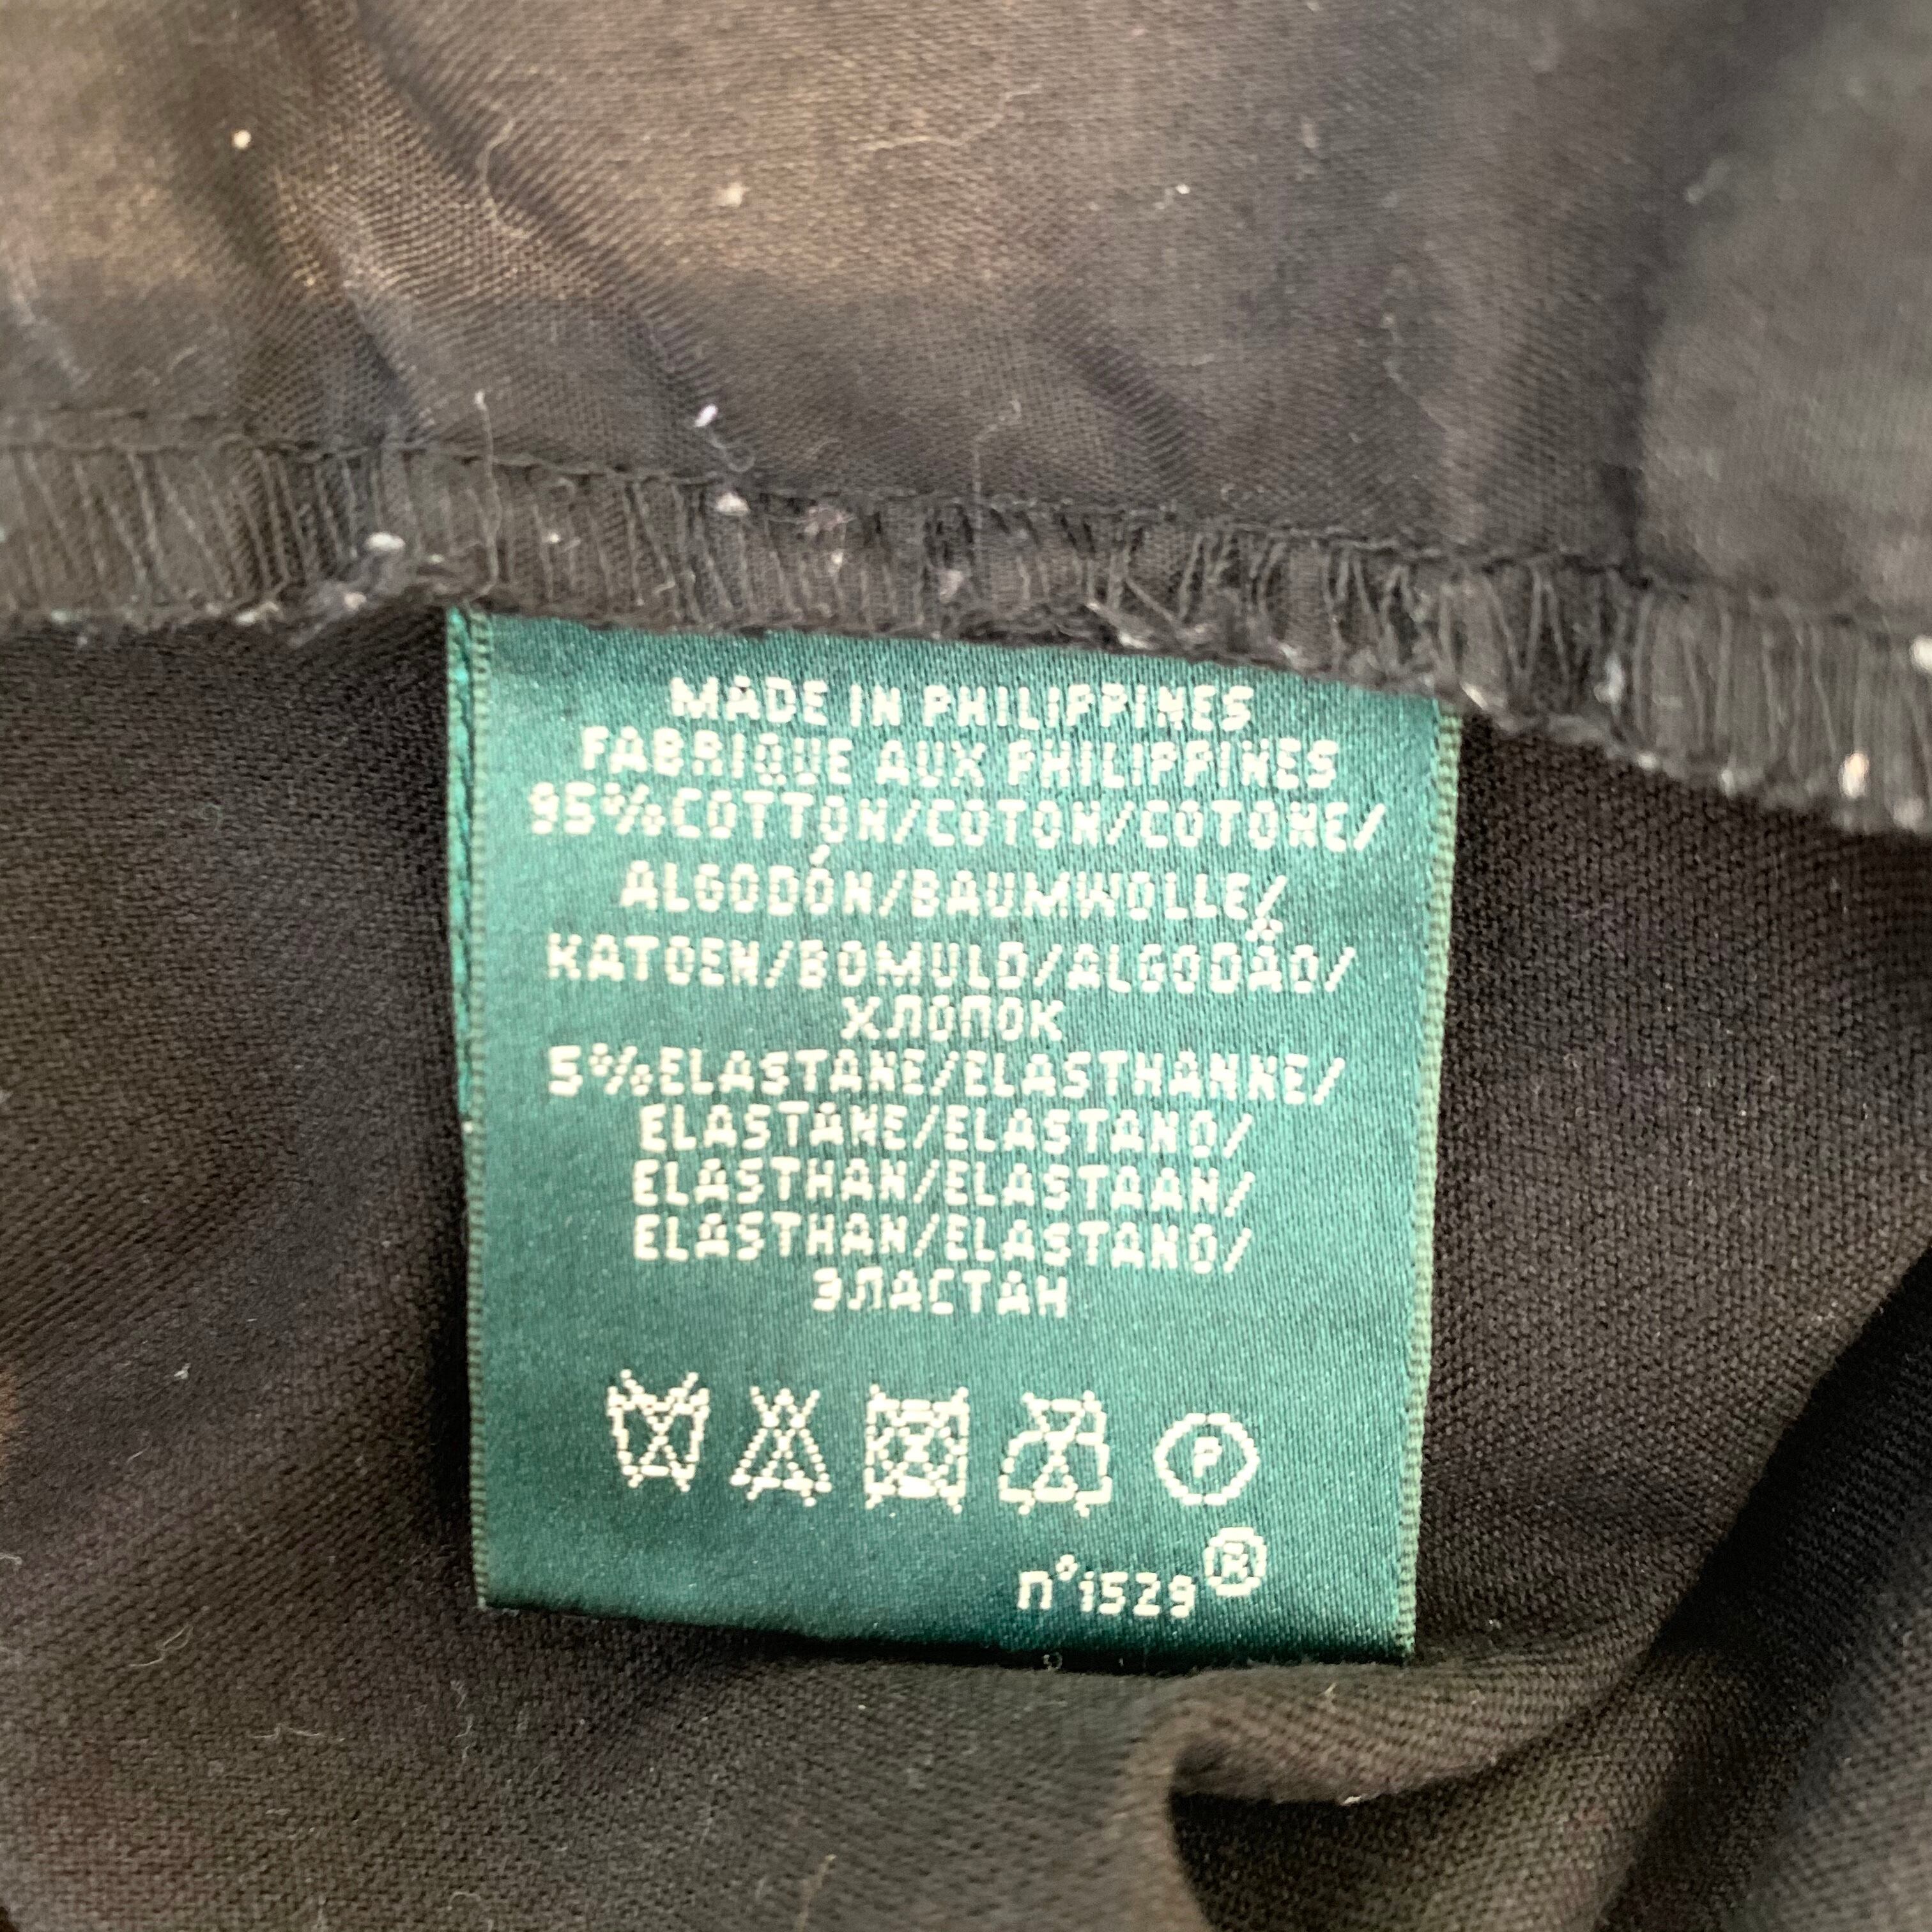 MADE IN PHILIPPINES
FABRIQUE AUX PHILIPPINES
95%COTTON/COTON/COTONE/
ALGODÓN/BAUMWOLLE/
KATOEN/BOMULD/ALGODÃO/
ХЛОПОК
5%ELASTANE/ELASTHANNE/
ELASTANE/ELASTANO/
ELASTHAN/ELASTAAN/
ELASTHAN/ELASTANO/
ЭЛАСТАН
P
n°1529®